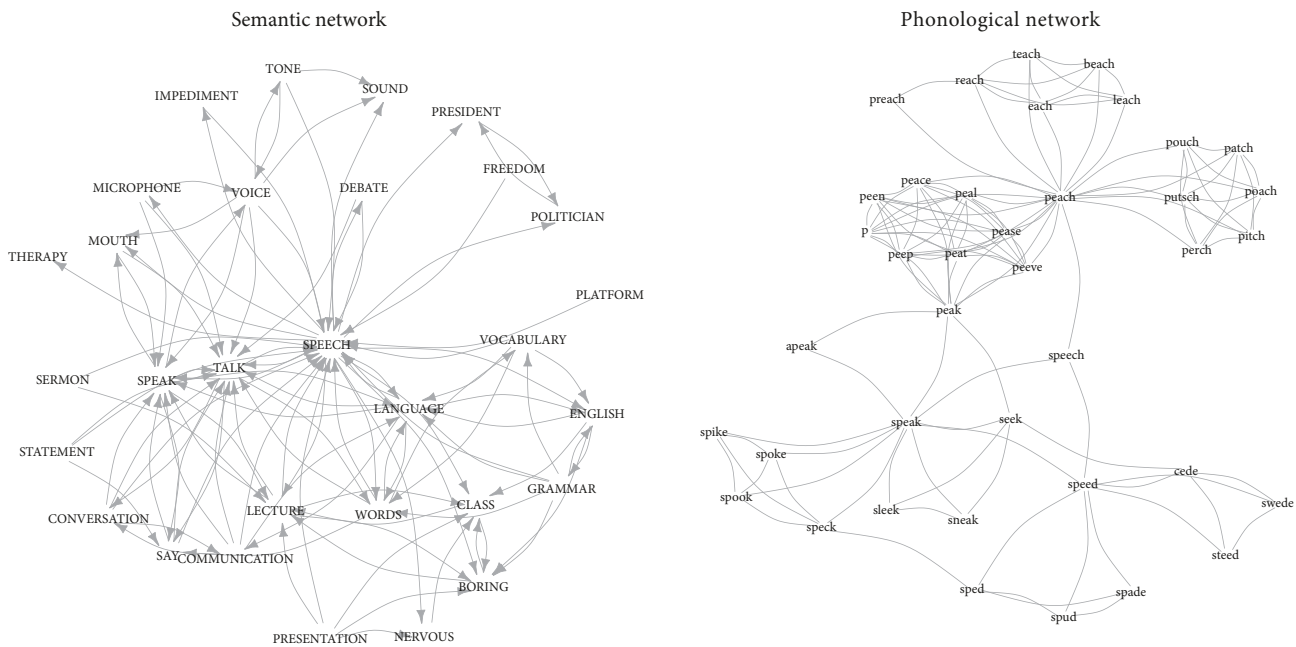 Semantic network
TONE
SOUND
IMPEDIMENT
PRESIDENT
FREEDOM
MICROPHONE
VOICE
DEBATE
POLITICIAN
MOUTH
THERAPY
PLATFORM
SPEECH
VOCABULARY
TALK
SERMON
SPEAK
LANGUAGE
ENGLISH
STATEMENT
GRAMMAR
CLASS
LECTURE
WORDS
CONVERSATION
SAY
COMMUNICATION
BORING
PRESENTATION
NERVOUS
Phonological network
teach
beach
reach
preach
each
leach
pouch
patch
peace
peen
peal
peach
putsch
poach
p
pease
pitch
perch
peep
peat
peeve
peak
apeak
speech
speak
seek
spike
spoke
cede
speed
spook
swede
sleek
sneak
speck
steed
sped
spade
spud